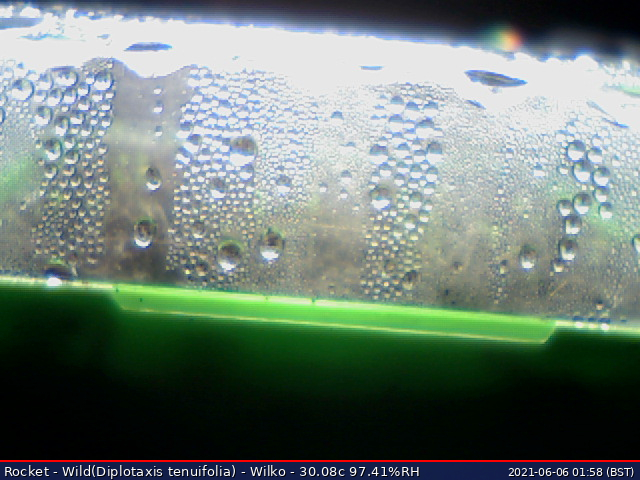 Rocket - Wild(Diplotaxis tenuifolia) - Wilko - 30.08c 97.41%RH 2021-06-06 01:58 (BST)